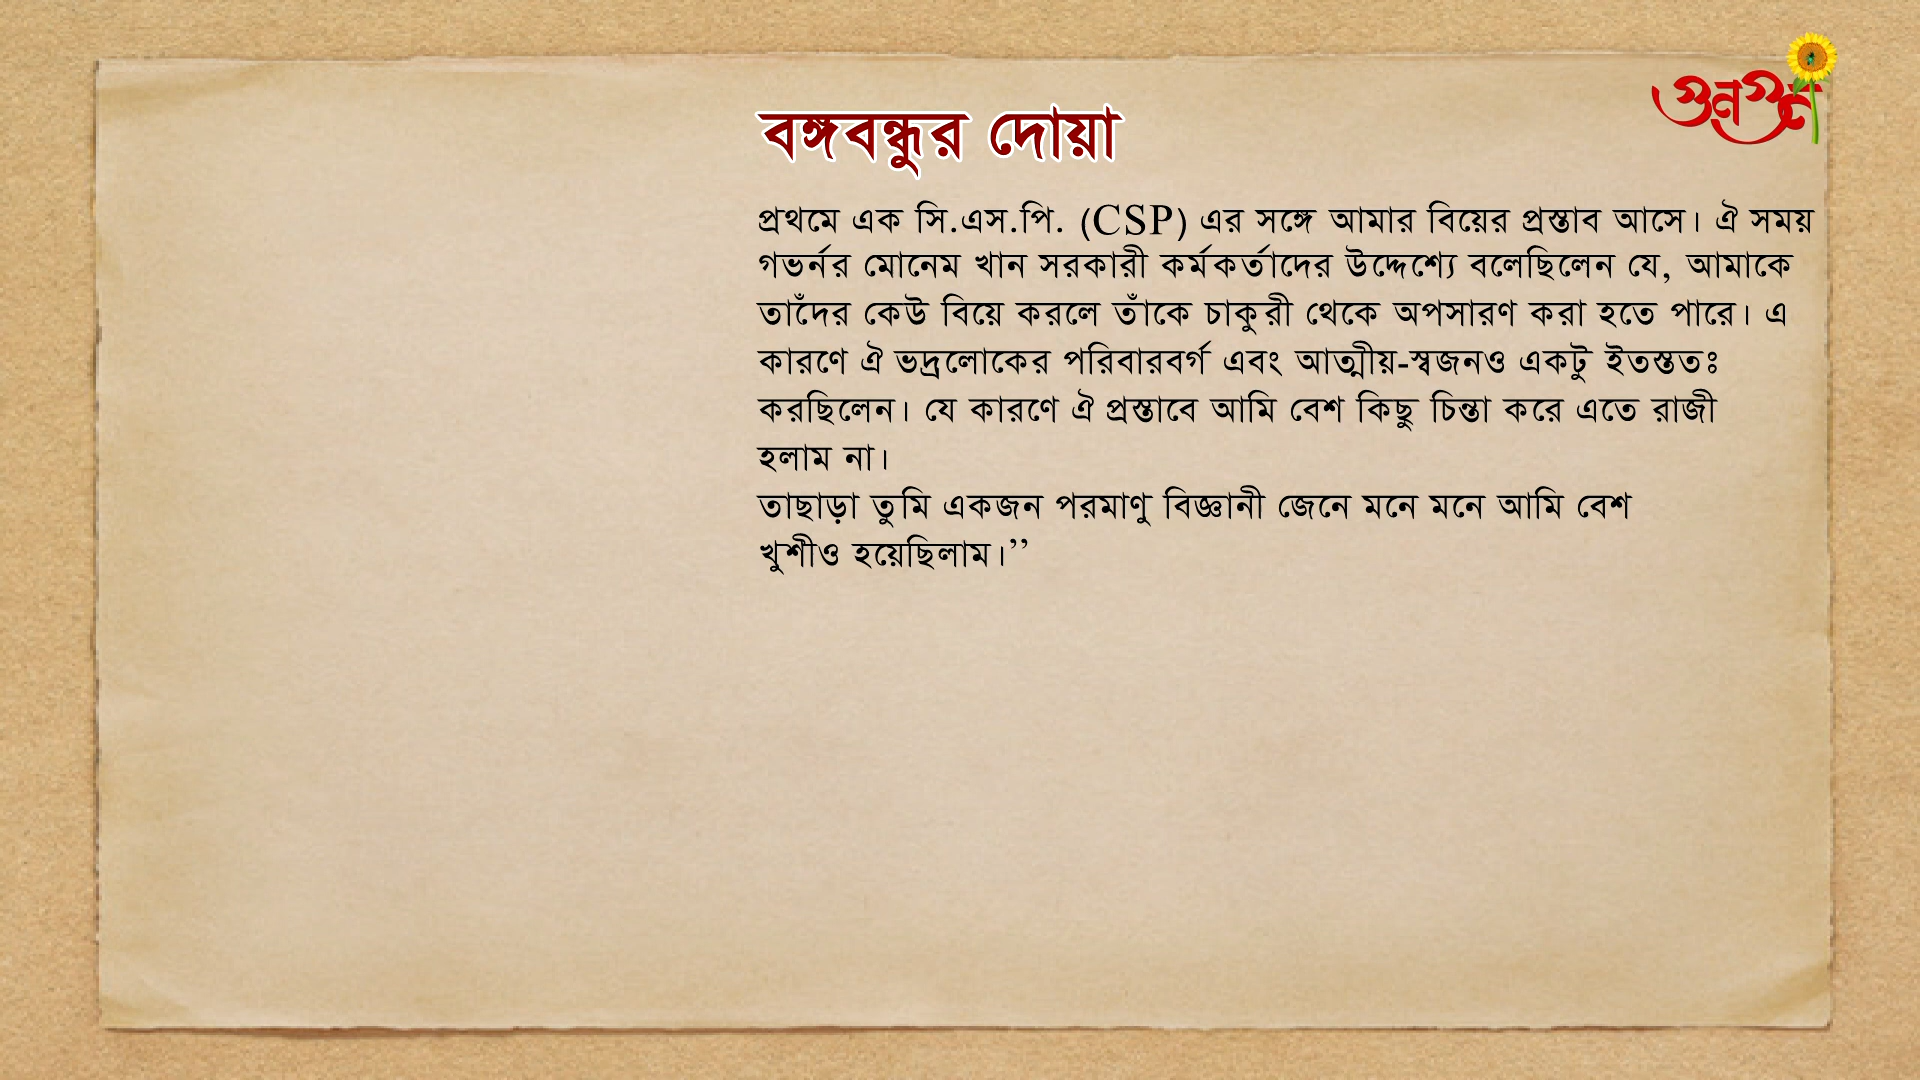 গুনগুন
বঙ্গবন্ধুর দোয়া
প্রথমে এক সি.এস.পি. (CSP) এর সঙ্গে আমার বিয়ের প্রস্তাব আসে। ঐ সময়
গভর্নর মোনেম খান সরকারী কর্মকর্তাদের উদ্দেশ্যে বলেছিলেন যে, আমাকে
তাঁদের কেউ বিয়ে করলে তাঁকে চাকুরী থেকে অপসারণ করা হতে পারে। এ
কারণে ঐ ভদ্রলোকের পরিবারবর্গ এবং আত্মীয়-স্বজনও একটু ইতস্ততঃ
করছিলেন। যে কারণে ঐ প্রস্তাবে আমি বেশ কিছু চিন্তা করে এতে রাজী
হলাম না।
তাছাড়া তুমি একজন পরমাণু বিজ্ঞানী জেনে মনে মনে আমি বেশ
খুশীও হয়েছিলাম।’’